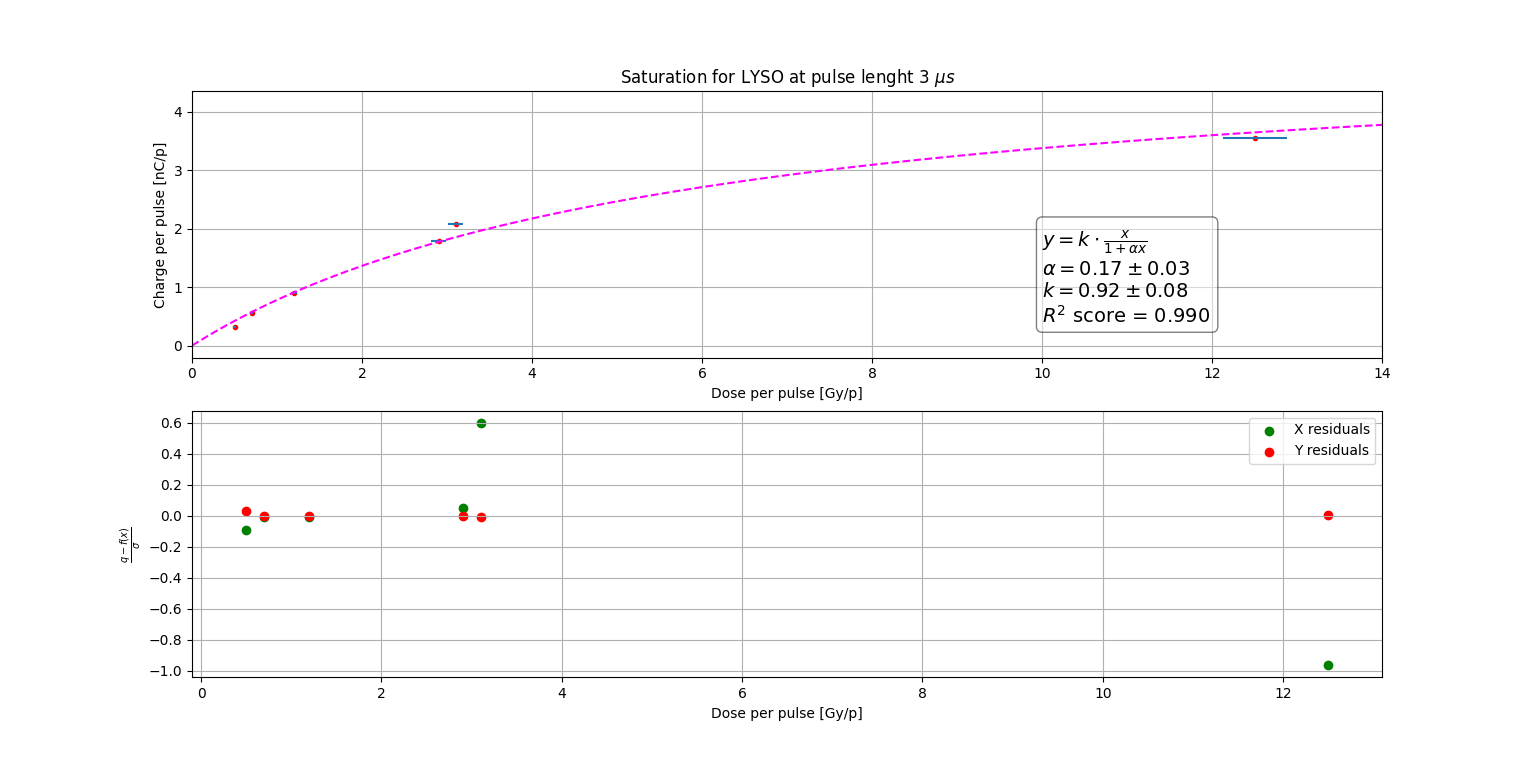 Saturation for LYSO at pulse lenght 3 μs
Charge per pulse [nC/p]
4
3
2
1
0
y = k · x / (1 + αx)
α = 0.17 ± 0.03
k = 0.92 ± 0.08
R² score = 0.990
0 2 4 6 8 10 12 14
Dose per pulse [Gy/p]
(q − f(x)) / σ
0.6
0.4
0.2
0.0
−0.2
−0.4
−0.6
−0.8
−1.0
X residuals
Y residuals
0 2 4 6 8 10 12
Dose per pulse [Gy/p]